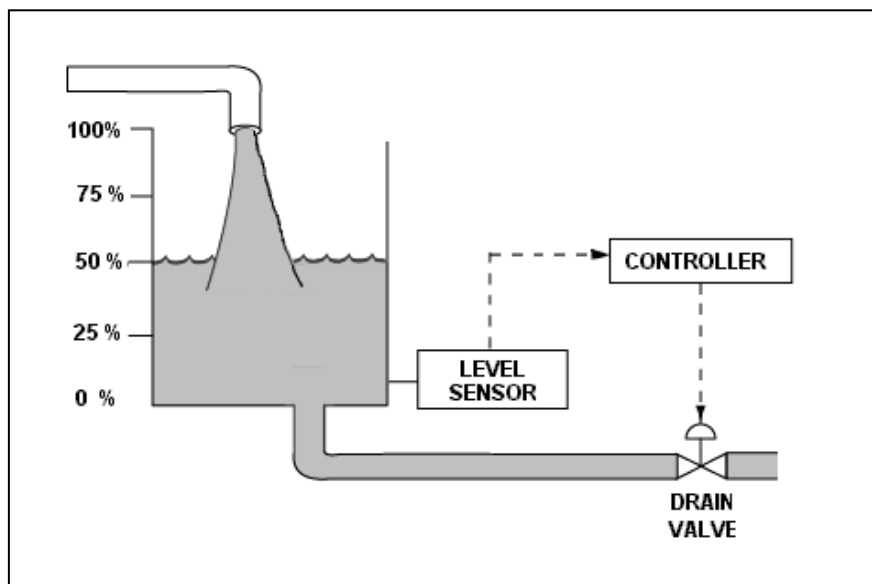 100%
75 %
50 %
25 %
0 %
CONTROLLER
LEVEL
SENSOR
DRAIN
VALVE